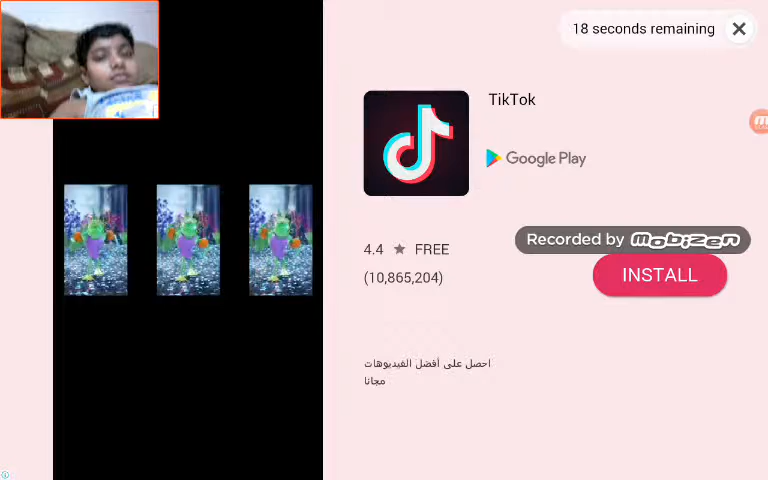 18 seconds remaining
TikTok
Google Play
Recorded by mobizen
4.4 ★ FREE
INSTALL
(10,865,204)
احصل على أفضل الفيديوهات
مجانا